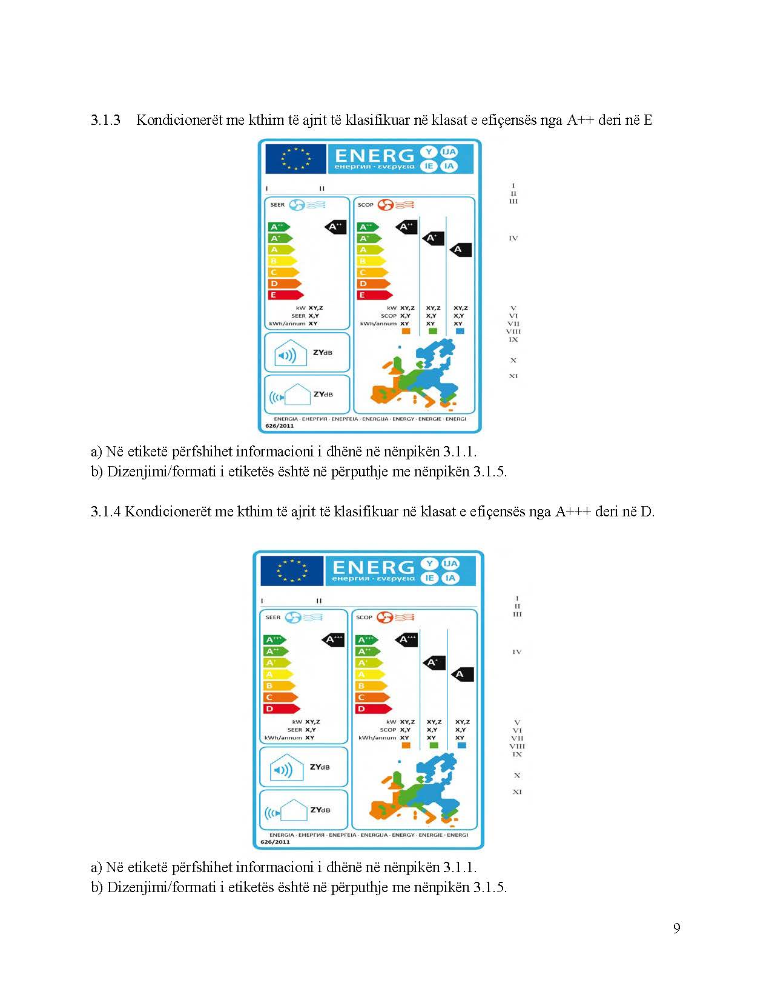 3.1.3 Kondicionerët me kthim të ajrit të klasifikuar në klasat e efiçensës nga A++ deri në E
ENERG Y IJA
енергия · ενεργεια IE IA
I II
I
II
III
SEER SCOP
A++ A++ A++ A++
A+ A+ A+
IV
A A A
B B
C C
D D
E E
kW XY,Z kW XY,Z XY,Z XY,Z
V
SEER X,Y SCOP X,Y X,Y X,Y
VI
kWh/annum XY kWh/annum XY XY XY
VII
VIII
IX
ZYdB
X
XI
ZYdB
ENERGIA · ЕНЕРГИЯ · ΕΝΕΡΓΕΙΑ · ENERGIJA · ENERGY · ENERGIE · ENERGI
626/2011
a) Në etiketë përfshihet informacioni i dhënë në nënpikën 3.1.1.
b) Dizenjimi/formati i etiketës është në përputhje me nënpikën 3.1.5.
3.1.4 Kondicionerët me kthim të ajrit të klasifikuar në klasat e efiçensës nga A+++ deri në D.
ENERG Y IJA
енергия · ενεργεια IE IA
I II
I
II
III
SEER SCOP
A+++ A+++ A+++ A+++
A++ A++
IV
A+ A+ A+
A A A
B B
C C
D D
kW XY,Z kW XY,Z XY,Z XY,Z
V
SEER X,Y SCOP X,Y X,Y X,Y
VI
kWh/annum XY kWh/annum XY XY XY
VII
VIII
IX
ZYdB
X
XI
ZYdB
ENERGIA · ЕНЕРГИЯ · ΕΝΕΡΓΕΙΑ · ENERGIJA · ENERGY · ENERGIE · ENERGI
626/2011
a) Në etiketë përfshihet informacioni i dhënë në nënpikën 3.1.1.
b) Dizenjimi/formati i etiketës është në përputhje me nënpikën 3.1.5.
9